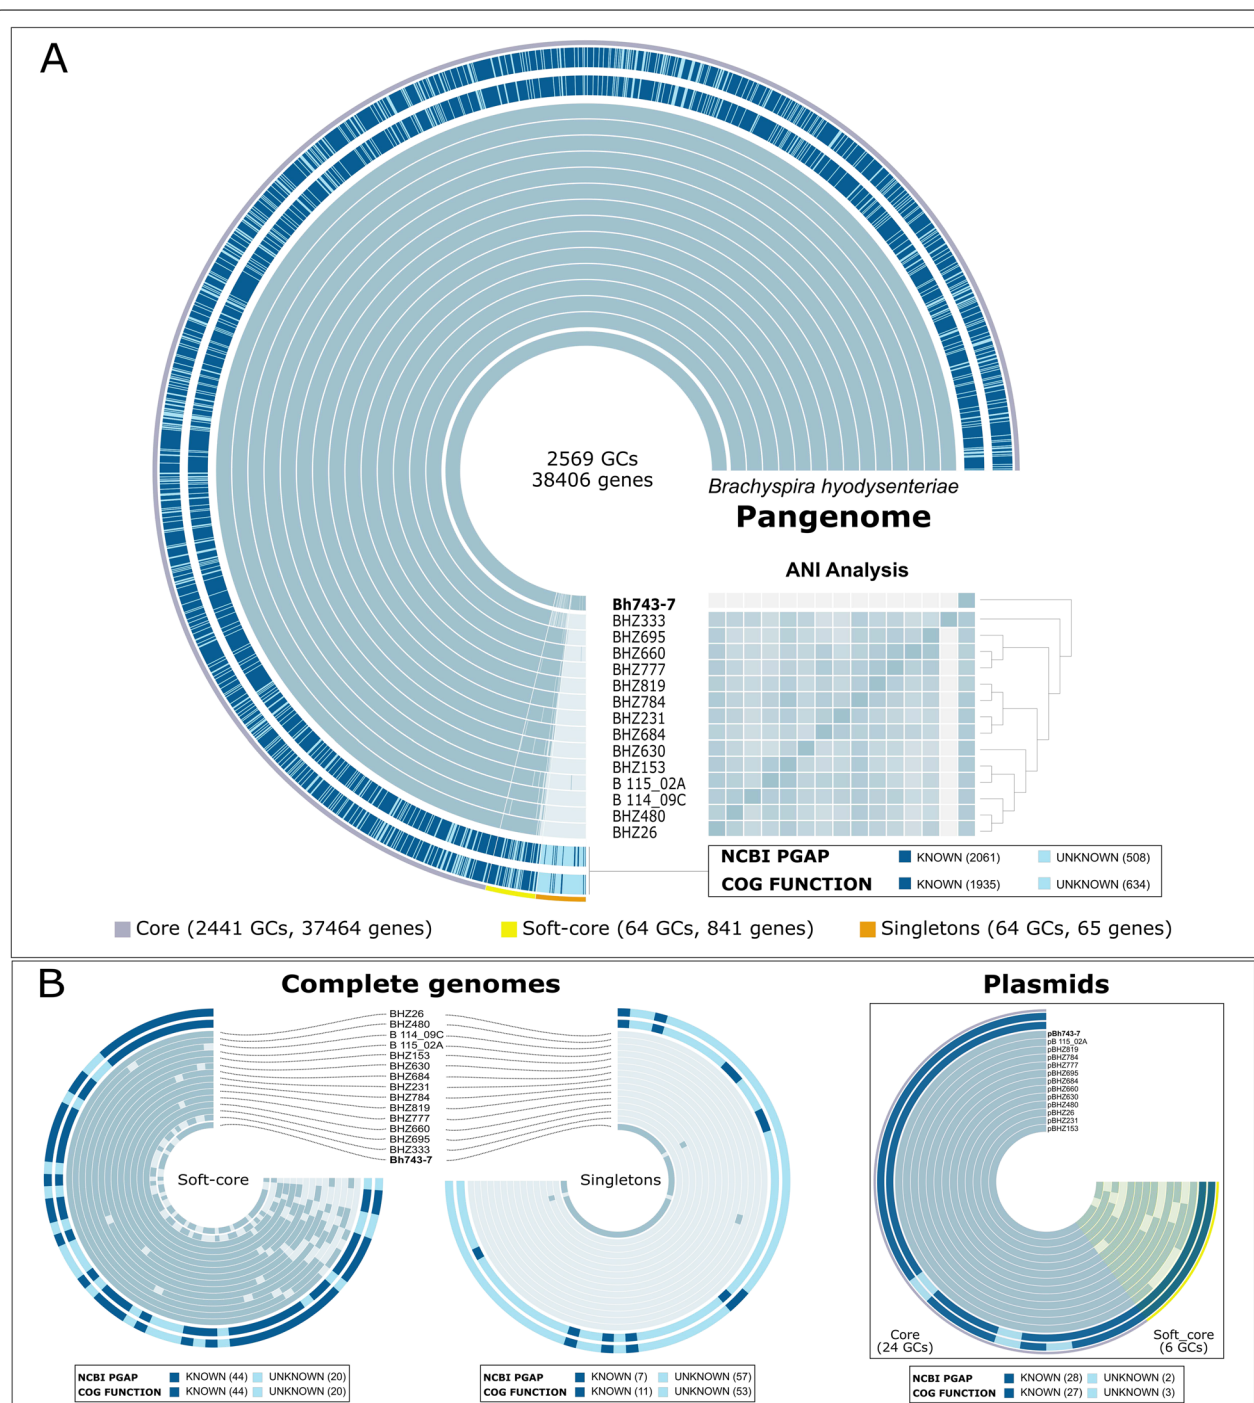 A
2569 GCs
38406 genes
Brachyspira hyodysenteriae
Pangenome
ANI Analysis
Bh743-7
BHZ333
BHZ695
BHZ660
BHZ777
BHZ819
BHZ784
BHZ231
BHZ684
BHZ630
BHZ153
B 115_02A
B 114_09C
BHZ480
BHZ26
NCBI PGAP KNOWN (2061) UNKNOWN (508)
COG FUNCTION KNOWN (1935) UNKNOWN (634)
Core (2441 GCs, 37464 genes) Soft-core (64 GCs, 841 genes) Singletons (64 GCs, 65 genes)
B
Complete genomes
BHZ26
BHZ480
B 114_09C
B 115_02A
BHZ153
BHZ630
BHZ684
BHZ231
BHZ784
BHZ819
BHZ777
BHZ660
BHZ695
BHZ333
Bh743-7
Soft-core
Singletons
NCBI PGAP KNOWN (44) UNKNOWN (20)
COG FUNCTION KNOWN (44) UNKNOWN (20)
NCBI PGAP KNOWN (7) UNKNOWN (57)
COG FUNCTION KNOWN (11) UNKNOWN (53)
Plasmids
pBh743-7
pB 115_02A
pBHZ819
pBHZ784
pBHZ777
pBHZ695
pBHZ684
pBHZ660
pBHZ630
pBHZ480
pBHZ26
pBHZ231
pBHZ153
Core
(24 GCs)
Soft_core
(6 GCs)
NCBI PGAP KNOWN (28) UNKNOWN (2)
COG FUNCTION KNOWN (27) UNKNOWN (3)